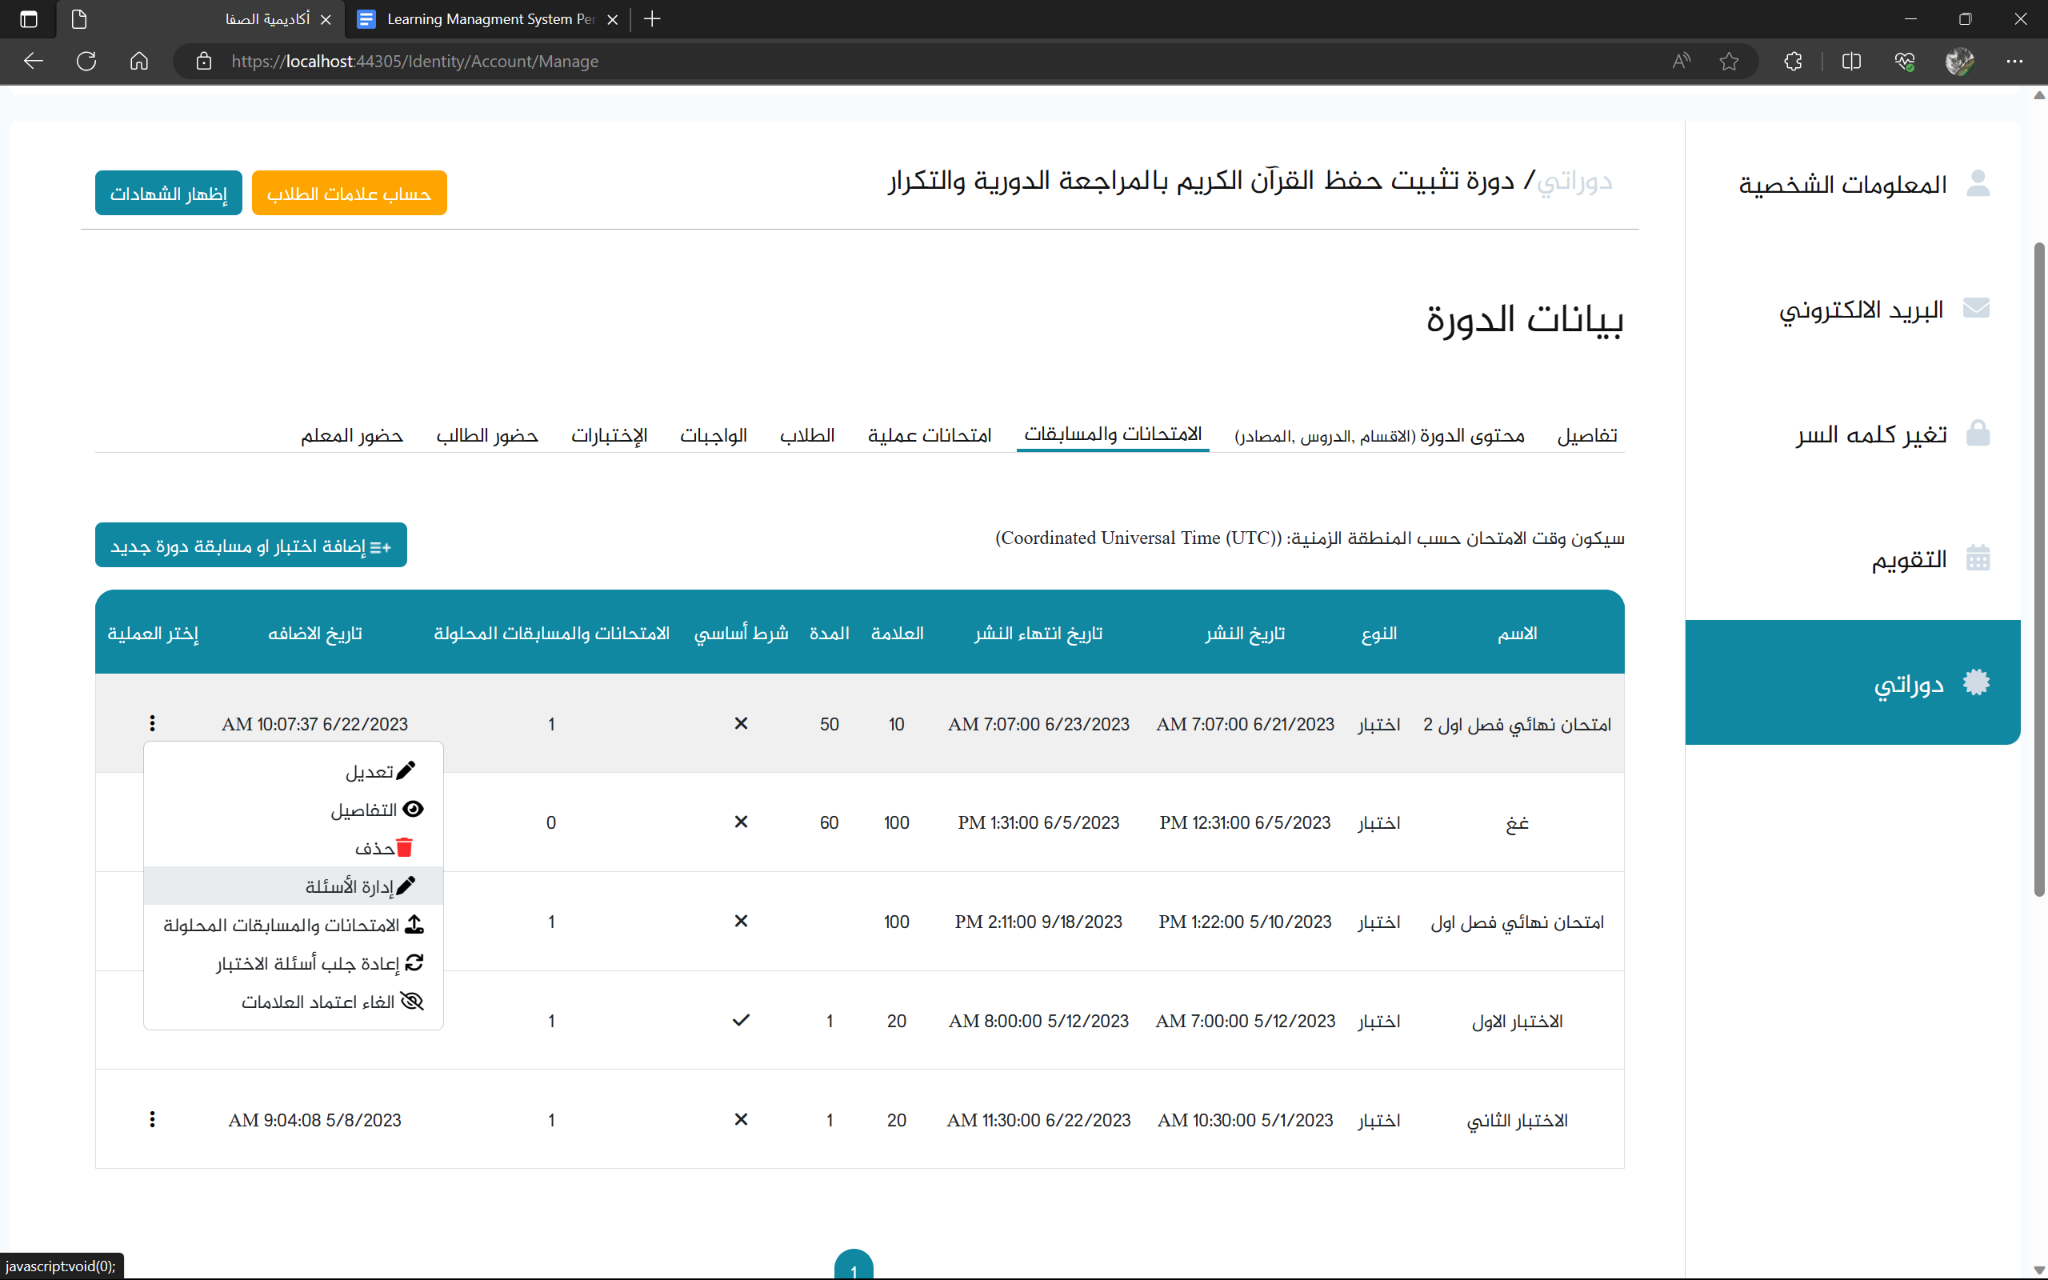 أكاديمية الصفا
Learning Managment System Per
https://localhost:44305/Identity/Account/Manage
المعلومات الشخصية
البريد الالكتروني
تغير كلمه السر
التقويم
دوراتي
دوراتي/ دورة تثبيت حفظ القرآن الكريم بالمراجعة الدورية والتكرار
حساب علامات الطلاب
إظهار الشهادات
بيانات الدورة
تفاصيل محتوى الدورة (الاقسام ,الدروس ,المصادر) الامتحانات والمسابقات امتحانات عملية الطلاب الواجبات الإختبارات حضور الطالب حضور المعلم
سيكون وقت الامتحان حسب المنطقة الزمنية: (Coordinated Universal Time (UTC))
إضافة اختبار او مسابقة دورة جديد
الاسم النوع تاريخ النشر تاريخ انتهاء النشر العلامة المدة شرط أساسي الامتحانات والمسابقات المحلولة تاريخ الاضافه إختر العملية
امتحان نهائي فصل اول 2 اختبار 6/21/2023 7:07:00 AM 6/23/2023 7:07:00 AM 10 50 1 6/22/2023 10:07:37 AM
غغ اختبار 6/5/2023 12:31:00 PM 6/5/2023 1:31:00 PM 100 60 0
امتحان نهائي فصل اول اختبار 5/10/2023 1:22:00 PM 9/18/2023 2:11:00 PM 100 1
الاختبار الاول اختبار 5/12/2023 7:00:00 AM 5/12/2023 8:00:00 AM 20 1 1
الاختبار الثاني اختبار 5/1/2023 10:30:00 AM 6/22/2023 11:30:00 AM 20 1 1 5/8/2023 9:04:08 AM
تعديل
التفاصيل
حذف
إدارة الأسئلة
الامتحانات والمسابقات المحلولة
إعادة جلب أسئلة الاختبار
الغاء اعتماد العلامات
1
javascript:void(0);